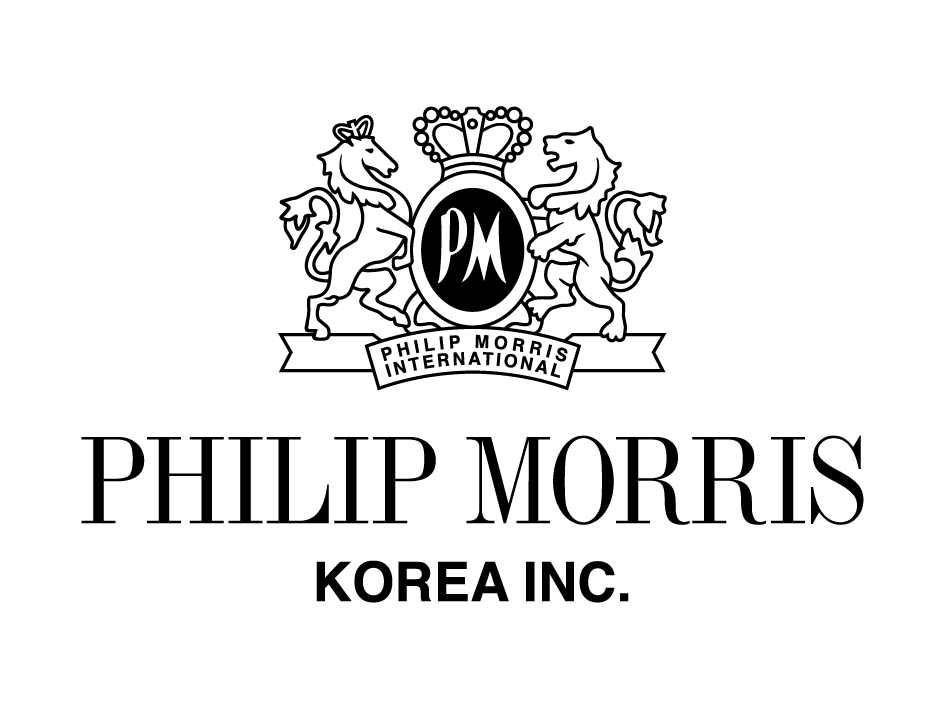 PM
PHILIP MORRIS
INTERNATIONAL
PHILIP MORRIS
KOREA INC.